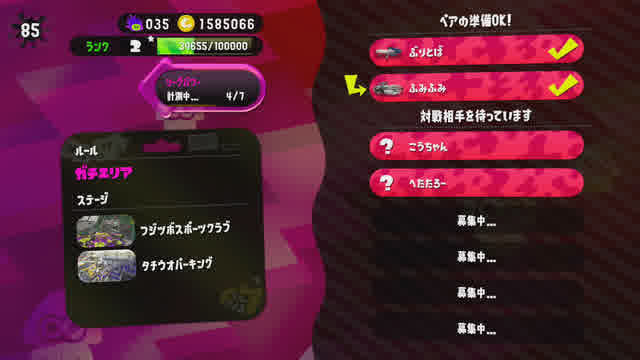 85
035
1585066
ランク
2
39655/100000
リーグパワー
計測中...
4/7
ルール
ガチエリア
ステージ
フジツボスポーツクラブ
タチウオパーキング
ペアの準備OK!
ぷりとば
ふみふみ
対戦相手を待っています
?
こうちゃん
?
へただろー
募集中...
募集中...
募集中...
募集中...